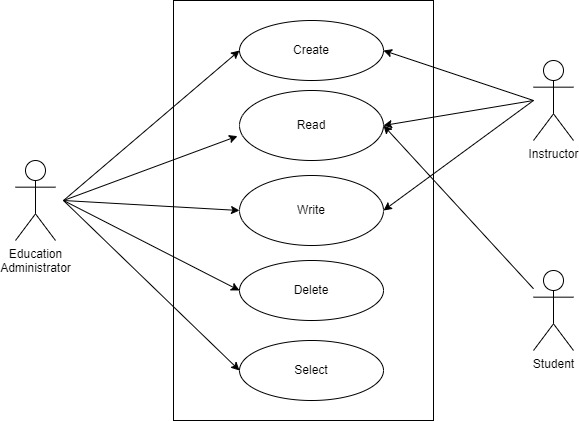 Create
Read
Instructor
Write
Education
Administrator
Delete
Student
Select